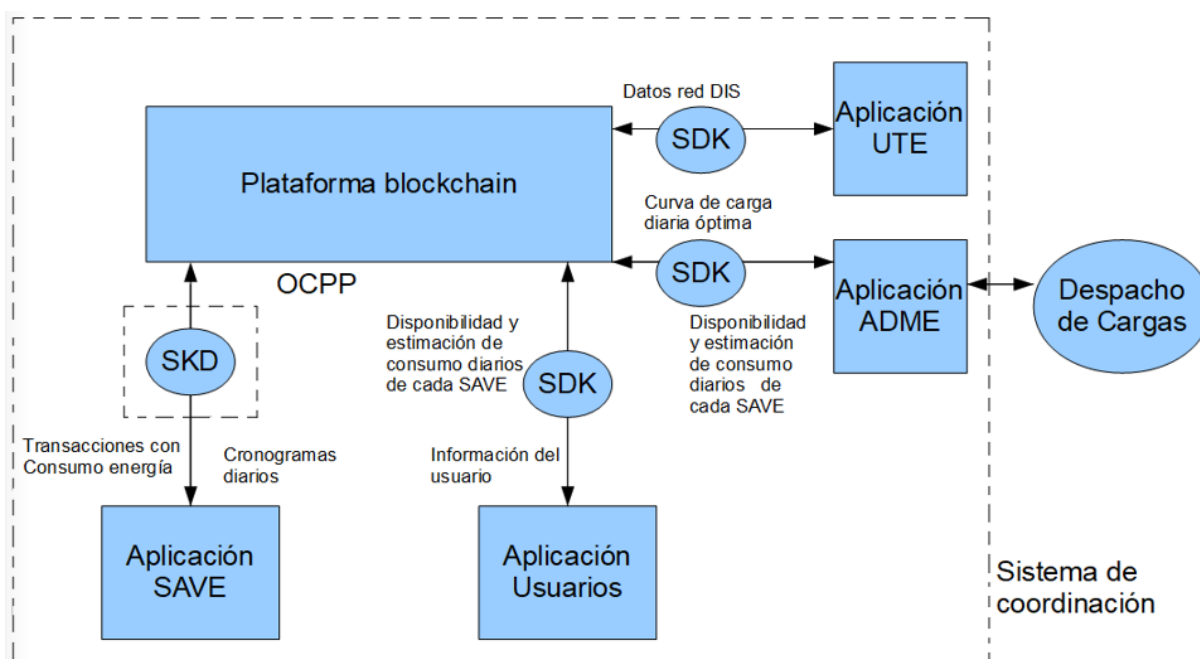 Datos red DIS
SDK
Aplicación
UTE
Plataforma blockchain
Curva de carga
diaria óptima
SDK
Aplicación
ADME
Despacho
de Cargas
OCPP
Disponibilidad y
estimación de
consumo diarios
de cada SAVE
Disponibilidad
y estimación
de consumo
diarios de
cada SAVE
SKD
SDK
Transacciones con
Consumo energía
Cronogramas
diarios
Información del
usuario
Aplicación
SAVE
Aplicación
Usuarios
Sistema de
coordinación